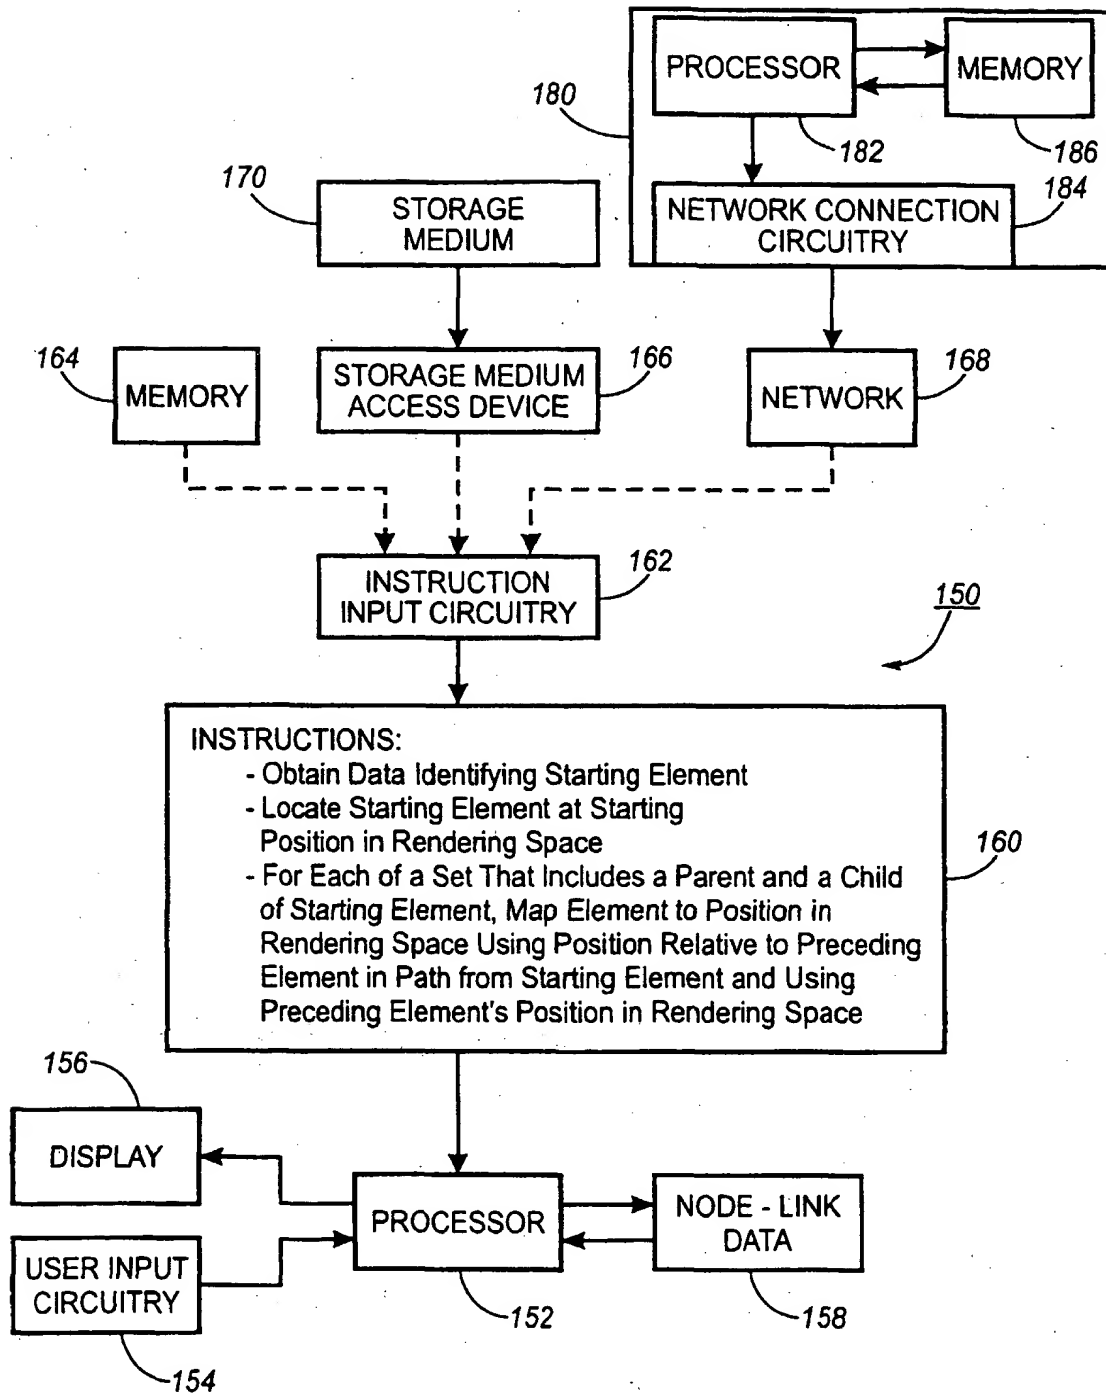 PROCESSOR
MEMORY
180
182
186
170
184
STORAGE
MEDIUM
NETWORK CONNECTION
CIRCUITRY
164
166
168
MEMORY
STORAGE MEDIUM
ACCESS DEVICE
NETWORK
162
INSTRUCTION
INPUT CIRCUITRY
150
INSTRUCTIONS:
- Obtain Data Identifying Starting Element
- Locate Starting Element at Starting
Position in Rendering Space
160
- For Each of a Set That Includes a Parent and a Child
of Starting Element, Map Element to Position in
Rendering Space Using Position Relative to Preceding
Element in Path from Starting Element and Using
Preceding Element's Position in Rendering Space
156
DISPLAY
PROCESSOR
NODE - LINK
DATA
USER INPUT
CIRCUITRY
152
158
154